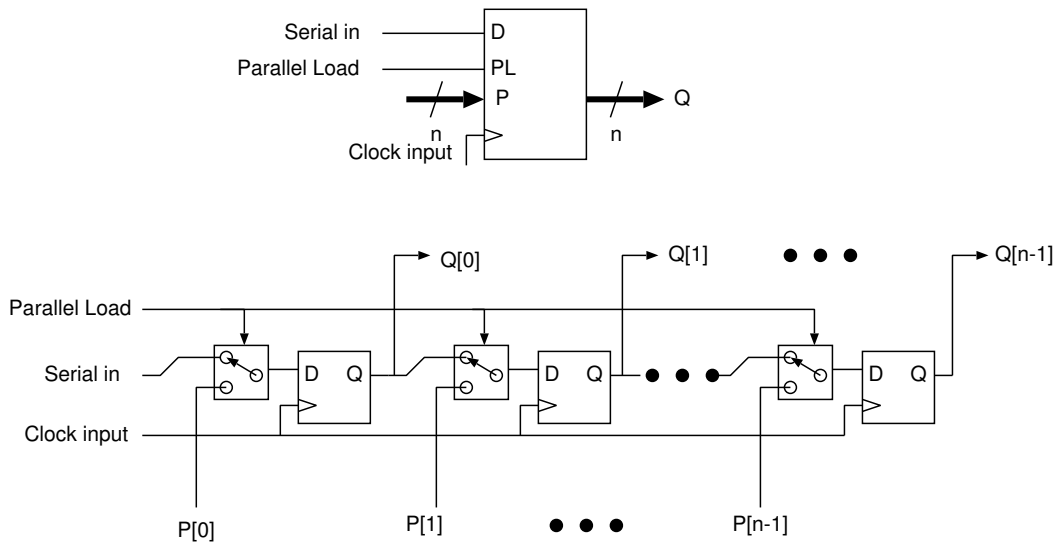 Serial in
D
Parallel Load
PL
P
Q
n
n
Clock input
Q[0]
Q[1]
Q[n-1]
Parallel Load
Serial in
D Q
D Q
D Q
Clock input
P[0]
P[1]
P[n-1]